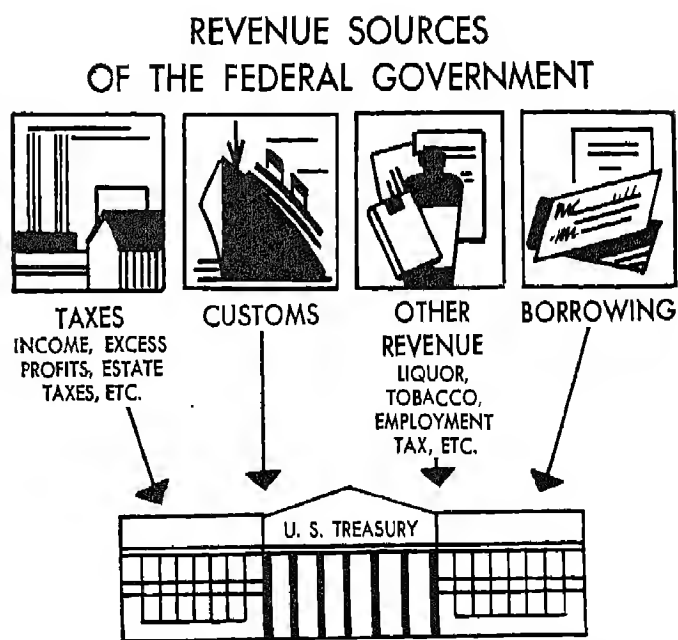 REVENUE SOURCES
OF THE FEDERAL GOVERNMENT
TAXES
INCOME, EXCESS
PROFITS, ESTATE
TAXES, ETC.
CUSTOMS
OTHER
REVENUE
LIQUOR,
TOBACCO,
EMPLOYMENT
TAX, ETC.
BORROWING
U. S. TREASURY